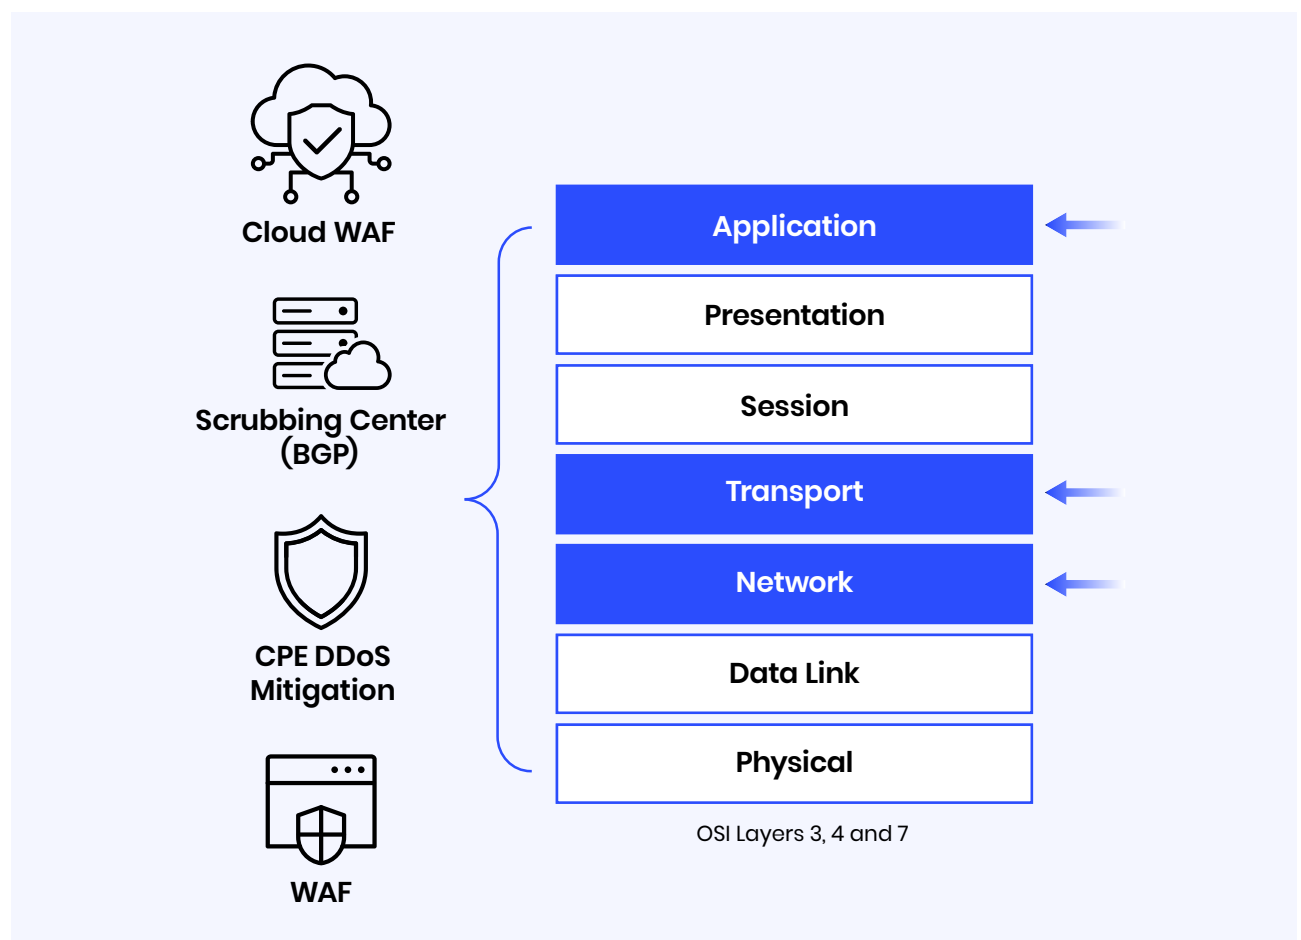 Cloud WAF
Scrubbing Center
(BGP)
CPE DDoS
Mitigation
WAF
Application
Presentation
Session
Transport
Network
Data Link
Physical
OSI Layers 3, 4 and 7